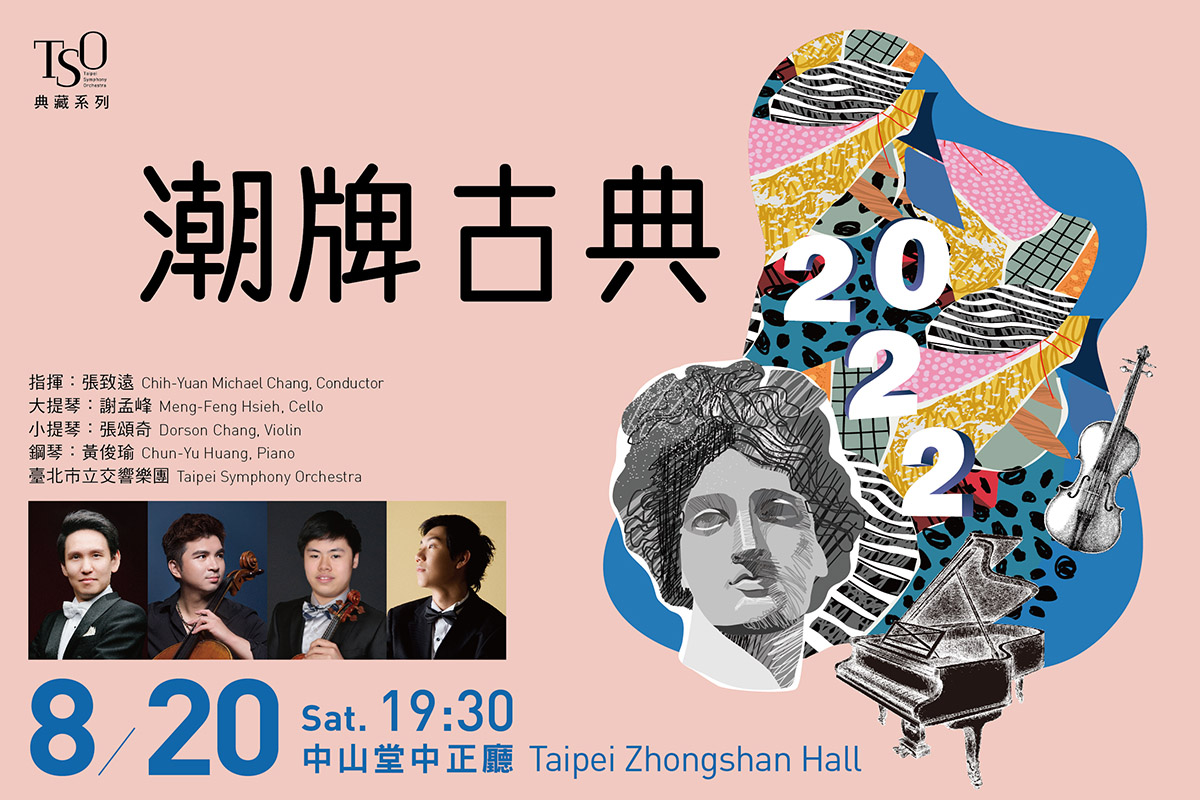 TSO
Taipei
Symphony
Orchestra
典藏系列
潮牌古典
2022
指揮：張致遠 Chih-Yuan Michael Chang, Conductor
大提琴：謝孟峰 Meng-Feng Hsieh, Cello
小提琴：張頌奇 Dorson Chang, Violin
鋼琴：黃俊瑜 Chun-Yu Huang, Piano
臺北市立交響樂團 Taipei Symphony Orchestra
8/20 Sat. 19:30
中山堂中正廳 Taipei Zhongshan Hall